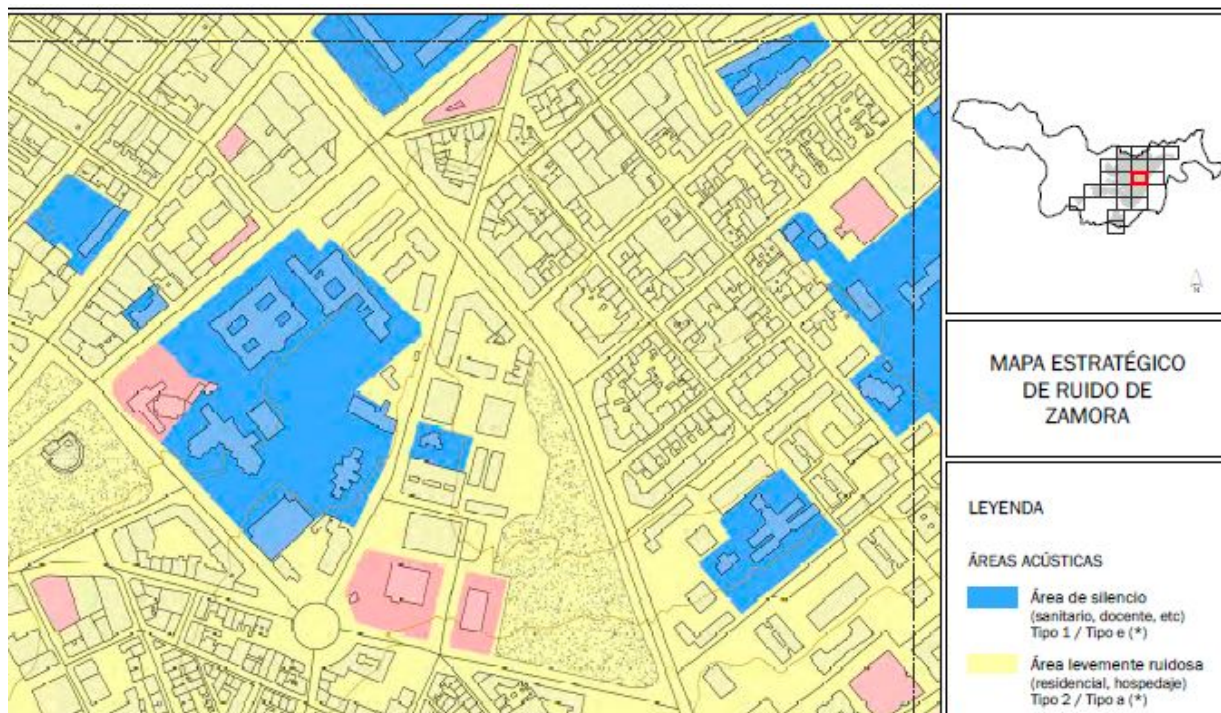 N
MAPA ESTRATÉGICO
DE RUIDO DE
ZAMORA
LEYENDA
ÁREAS ACÚSTICAS
Área de silencio
(sanitario, docente, etc)
Tipo 1 / Tipo e (*)
Área levemente ruidosa
(residencial, hospedaje)
Tipo 2 / Tipo a (*)